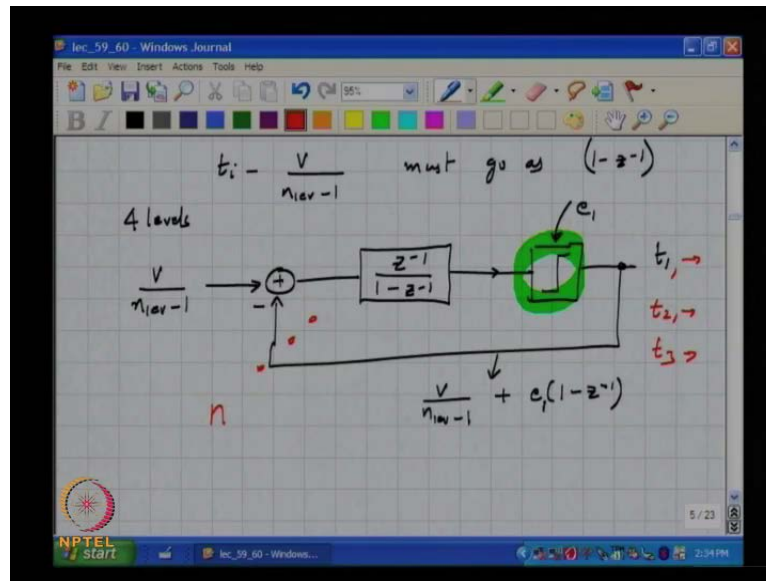 lec_59_60 - Windows Journal
File Edit View Insert Actions Tools Help
95%
B I
t_i - V / (n_lev-1) must go as (1-z^-1)
4 levels
e_1
V / (n_lev-1)
+
-
z^-1 / (1-z^-1)
t_1, →
t_2, →
t_3 →
V / (n_lev-1) + e_1(1-z^-1)
n
5/23
NPTEL
start
lec_59_60 - Windows...
2:54 PM